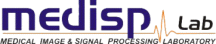 medisp Lab
MEDICAL IMAGE & SIGNAL PROCESSING LABORATORY